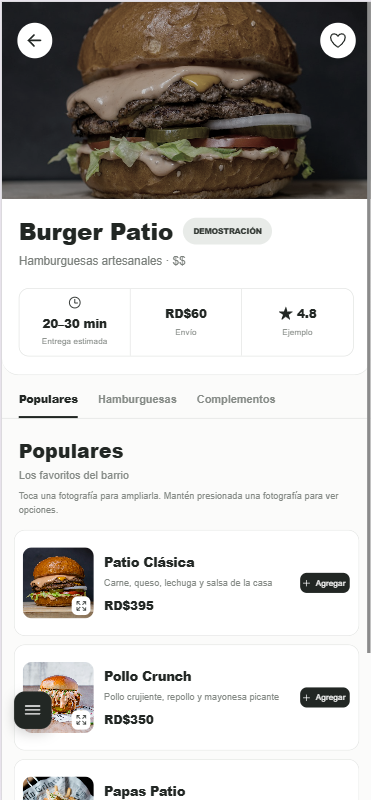 Burger Patio DEMOSTRACIÓN
Hamburguesas artesanales · $$
20–30 min
Entrega estimada
RD$60
Envío
★ 4.8
Ejemplo
Populares Hamburguesas Complementos
Populares
Los favoritos del barrio
Toca una fotografía para ampliarla. Mantén presionada una fotografía para ver
opciones.
Patio Clásica
Carne, queso, lechuga y salsa de la casa
+ Agregar
RD$395
Pollo Crunch
Pollo crujiente, repollo y mayonesa picante
+ Agregar
RD$350
Papas Patio